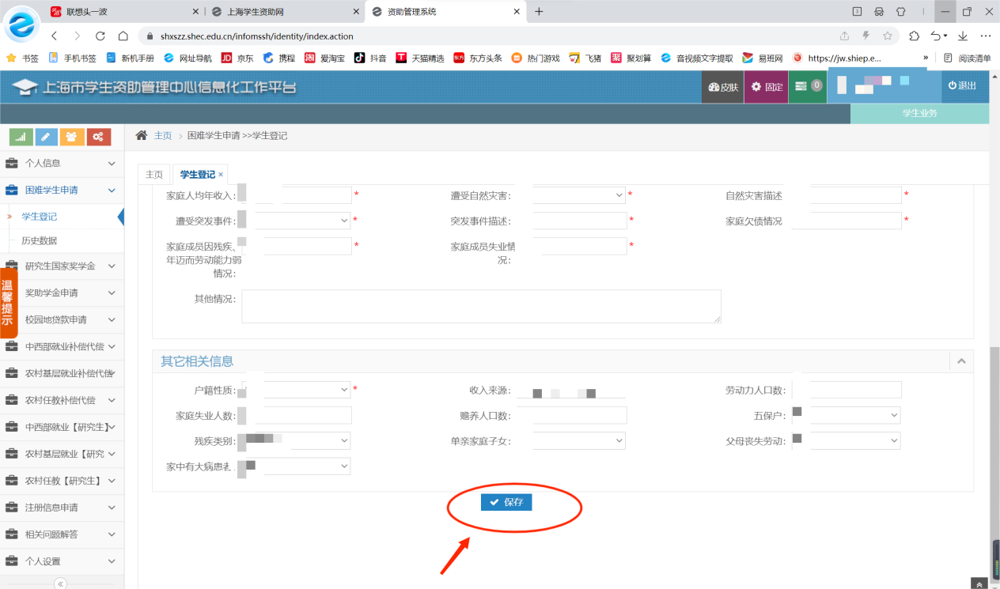 联想头一波
上海学生资助网
资助管理系统
3
shxszz.shec.edu.cn/infomssh/identity/index.action
书签 手机书签 新机手册 网址导航 JD 京东 携程 淘 爱淘宝 抖音 T 天猫精选 东方 东方头条 热门游戏 飞猪 聚 聚划算 音视频文字提取 易班网 https://jw.shiep.e... » 阅读清单
上海市学生资助管理中心信息化工作平台
皮肤 固定 0 退出
学生业务
主页 困难学生申请 >>学生登记
个人信息
困难学生申请
学生登记
历史数据
研究生国家奖学金
奖助学金申请
校园地贷款申请
中西部就业补偿代偿
农村基层就业补偿代偿
农村任教补偿代偿
中西部就业【研究生】
农村基层就业【研究
农村任教【研究生】
注册信息申请
相关问题解答
个人设置
温馨提示
主页 学生登记 ×
家庭人均年收入: * 遭受自然灾害: * 自然灾害描述 *
遭受突发事件: * 突发事件描述: * 家庭欠债情况 *
家庭成员因残疾、 * 家庭成员失业情 *
年迈而劳动能力弱 况:
情况:
其他情况:
其它相关信息
户籍性质: * 收入来源: 劳动力人口数:
家庭失业人数: 赡养人口数: 五保户:
残疾类别: 单亲家庭子女: 父母丧失劳动:
家中有大病患者
保存